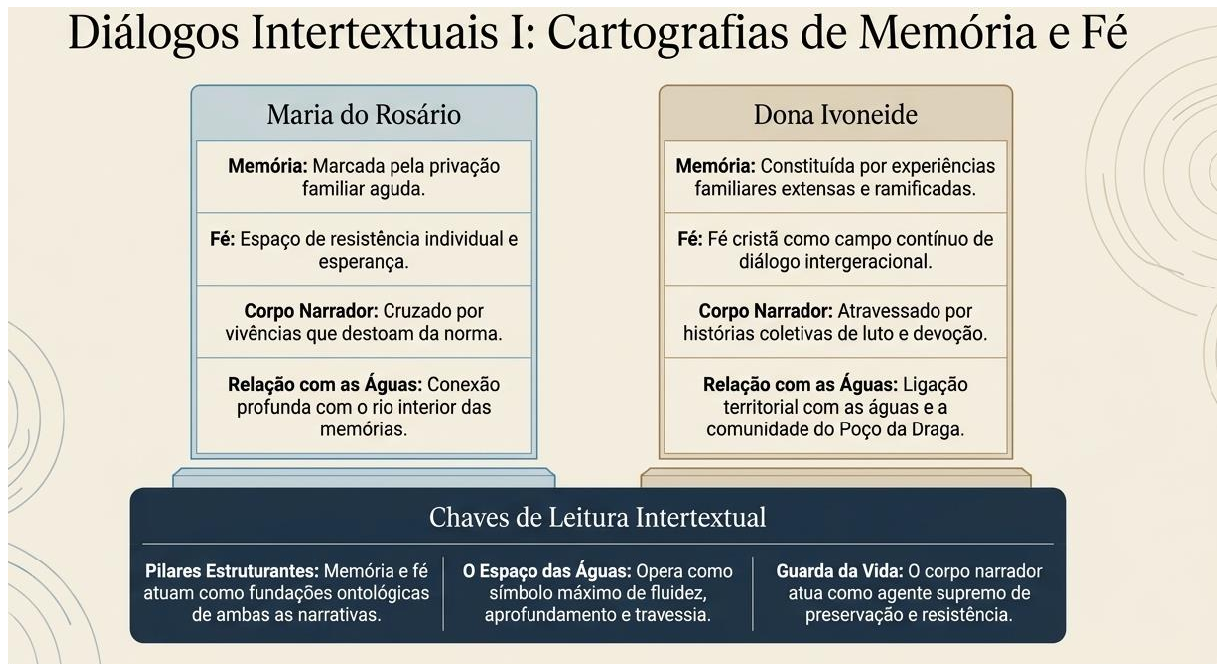 Diálogos Intertextuais I: Cartografias de Memória e Fé
Maria do Rosário
Memória: Marcada pela privação
familiar aguda.
Fé: Espaço de resistência individual e
esperança.
Corpo Narrador: Cruzado por
vivências que destoam da norma.
Relação com as Águas: Conexão
profunda com o rio interior das
memórias.
Dona Ivoneide
Memória: Constituída por experiências
familiares extensas e ramificadas.
Fé: Fé cristã como campo contínuo de
diálogo intergeracional.
Corpo Narrador: Atravessado por
histórias coletivas de luto e devoção.
Relação com as Águas: Ligação
territorial com as águas e a
comunidade do Poço da Draga.
Chaves de Leitura Intertextual
Pilares Estruturantes: Memória e fé
atuam como fundações ontológicas
de ambas as narrativas.
O Espaço das Águas: Opera como
símbolo máximo de fluidez,
aprofundamento e travessia.
Guarda da Vida: O corpo narrador
atua como agente supremo de
preservação e resistência.